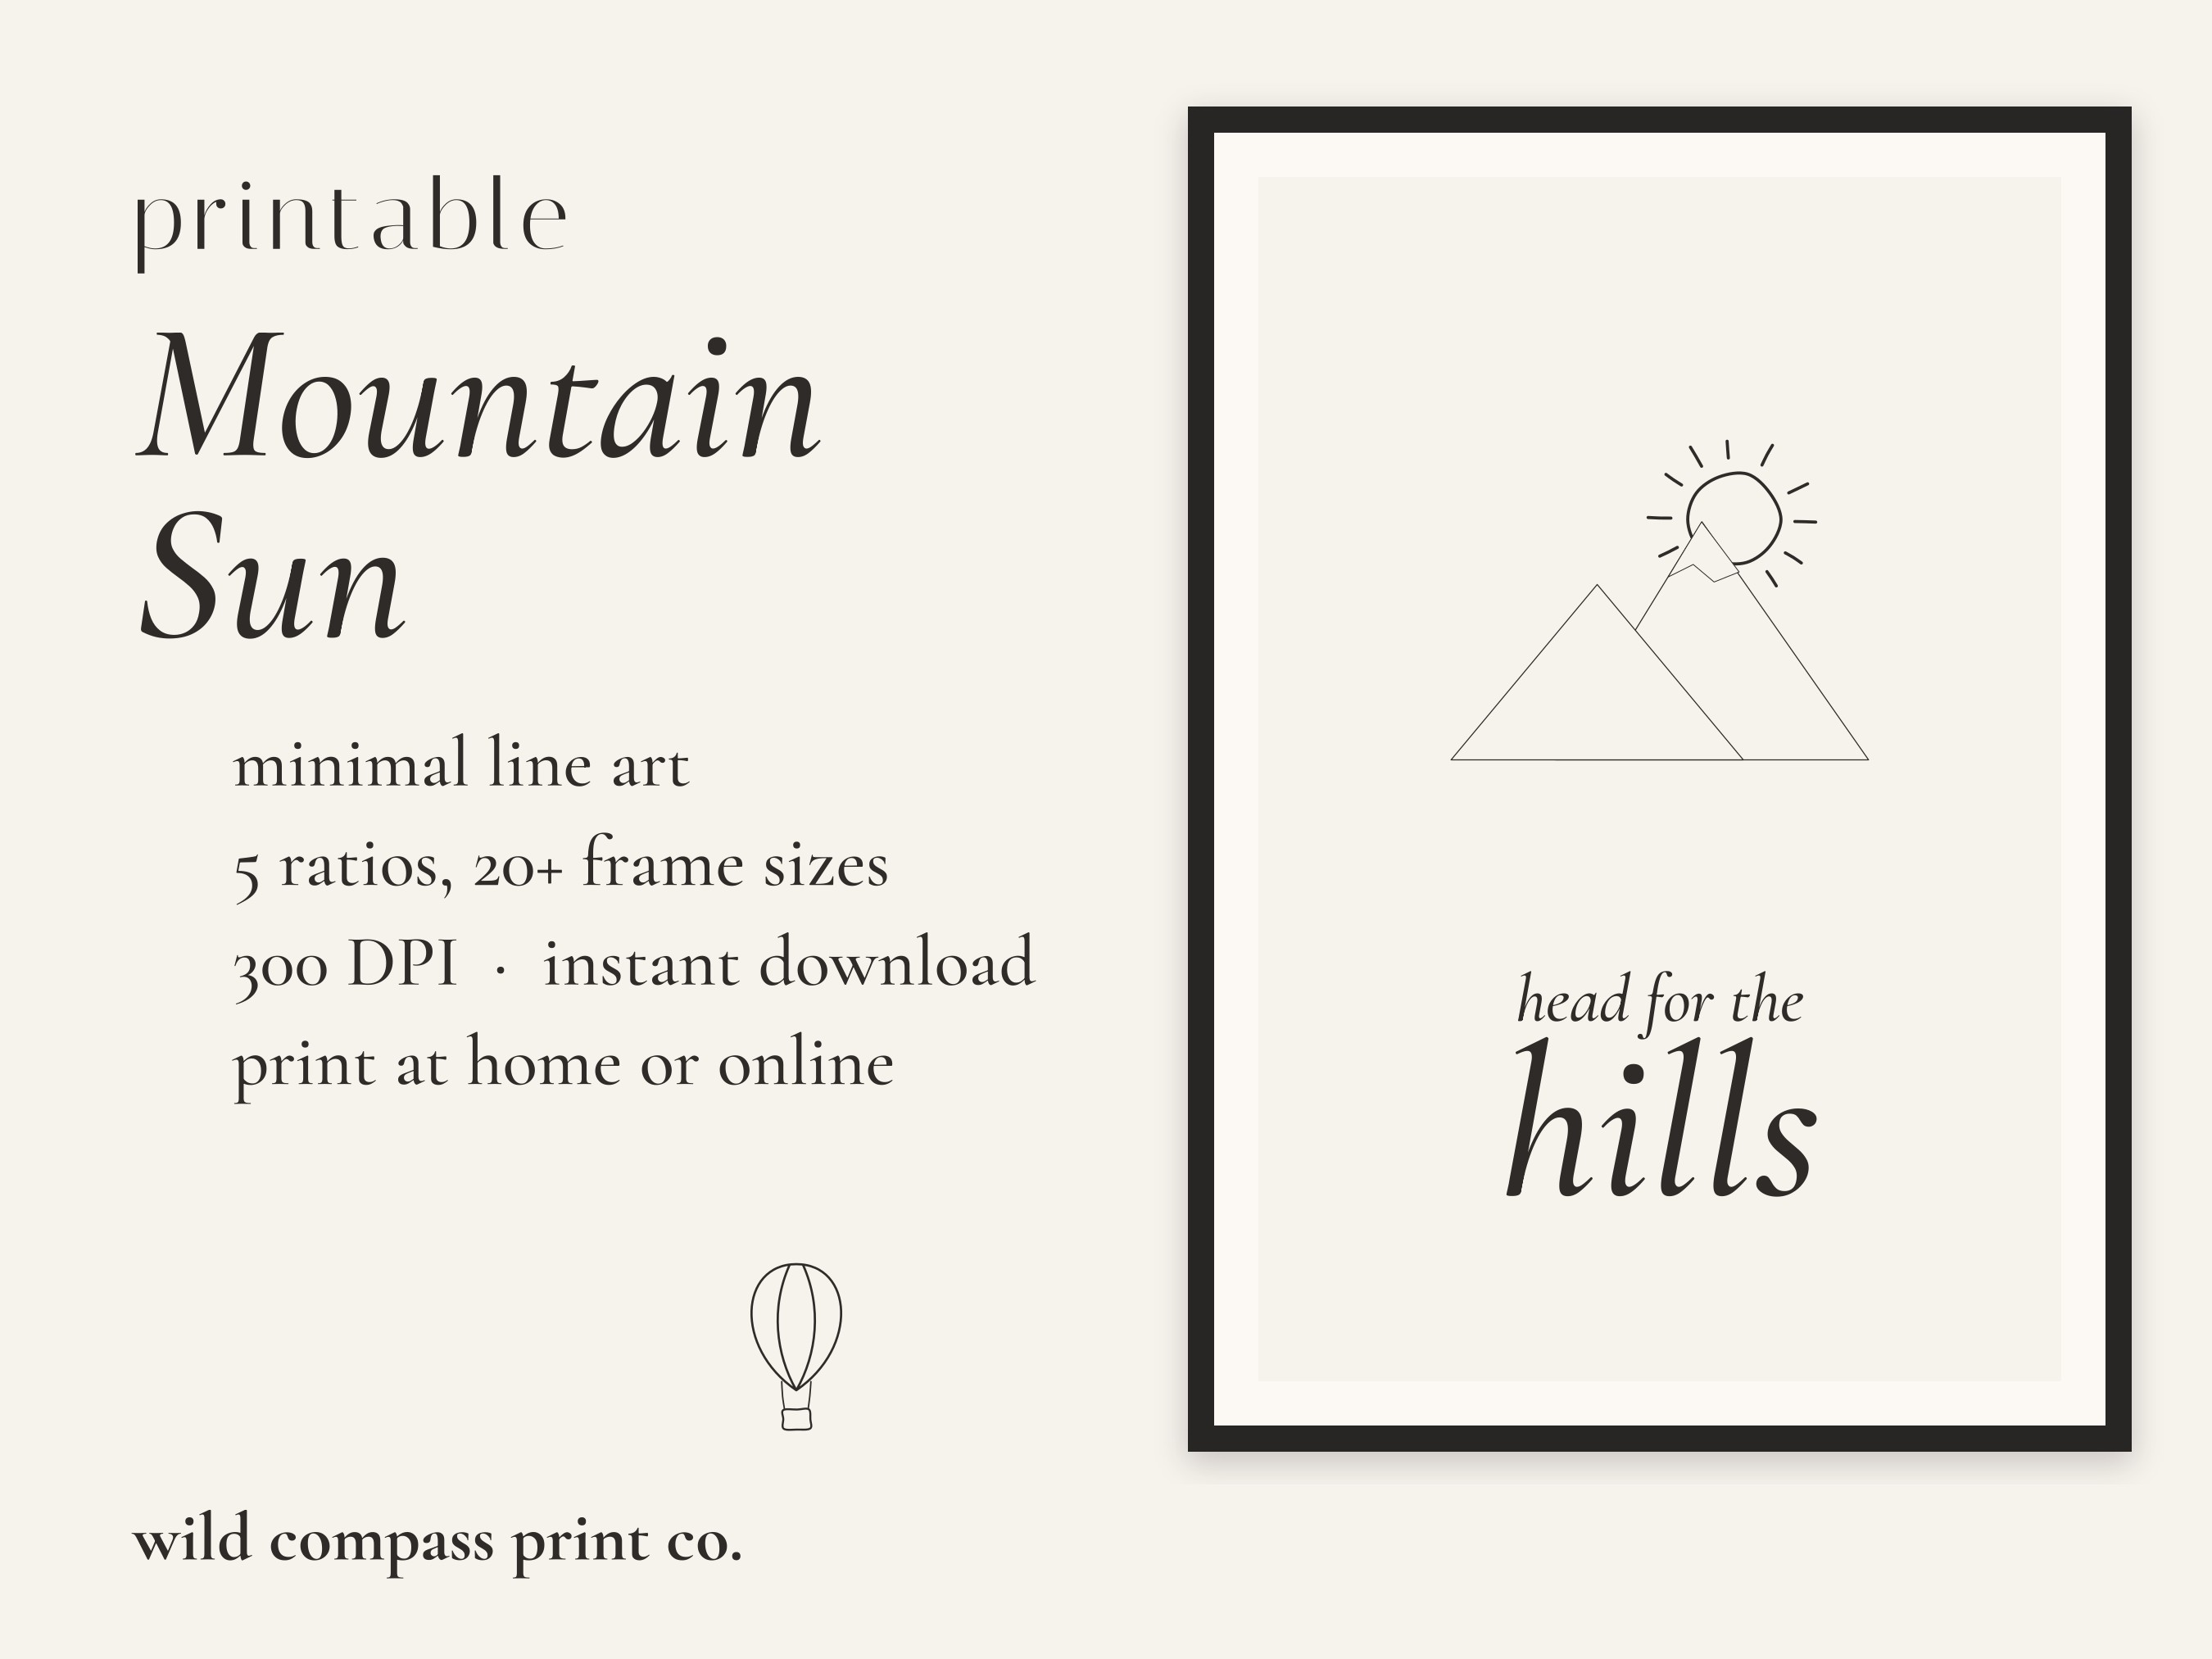 printable
Mountain
Sun
minimal line art
5 ratios, 20+ frame sizes
300 DPI · instant download
print at home or online
wild compass print co.
head for the
hills